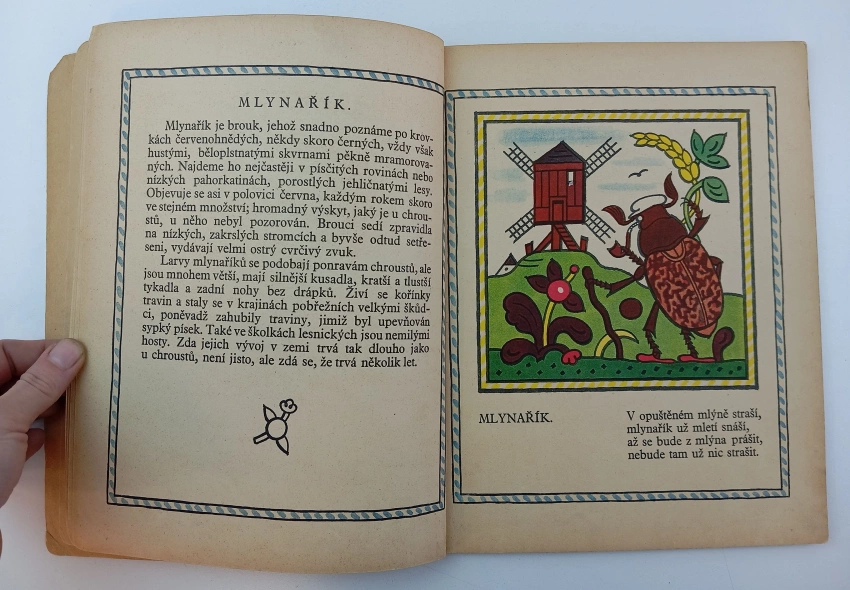 MLYNAŘÍK.
Mlynařík je brouk, jehož snadno poznáme po krov-
kách červenohnědých, někdy skoro černých, vždy však
hustými, běloplstnatými skvrnami pěkně mramorova-
ných. Najdeme ho nejčastěji v písčitých rovinách nebo
nízkých pahorkatinách, porostlých jehličnatými lesy.
Objevuje se asi v polovici června, každým rokem skoro
ve stejném množství; hromadný výskyt, jaký je u chrou-
stů, u něho nebyl pozorován. Brouci sedí zpravidla
na nízkých, zakrslých stromcích a byvše odtud setře-
seni, vydávají velmi ostrý cvrčivý zvuk.
Larvy mlynaříků se podobají ponravám chroustů, ale
jsou mnohem větší, mají silnější kusadla, kratší a tlustší
tykadla a zadní nohy bez drápků. Živí se kořínky
travin a staly se v krajinách pobřežních velkými škůd-
ci, poněvadž zahubily traviny, jimiž byl upevňován
sypký písek. Také ve školkách lesnických jsou nemilými
hosty. Zda jejich vývoj v zemi trvá tak dlouho jako
u chroustů, není jisto, ale zdá se, že trvá několik let.
MLYNAŘÍK.
V opuštěném mlýně straší,
mlynařík už mletí snáší,
až se bude z mlýna prášit,
nebude tam už nic strašit.